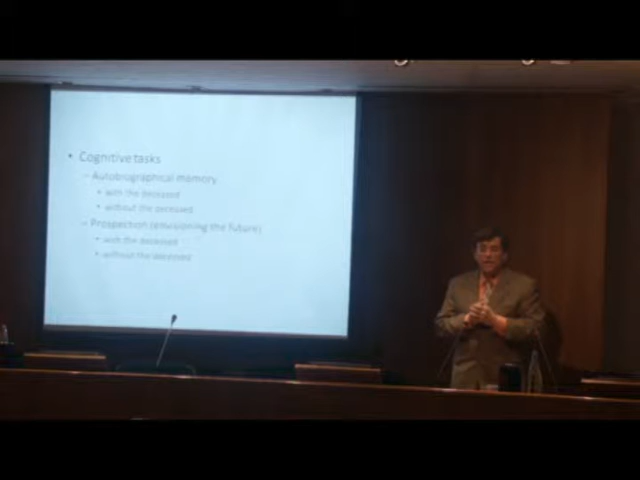 • Cognitive tasks
– Autobiographical memory
• with the deceased
• without the deceased
– Prospection (envisioning the future)
• with the deceased
• without the deceased